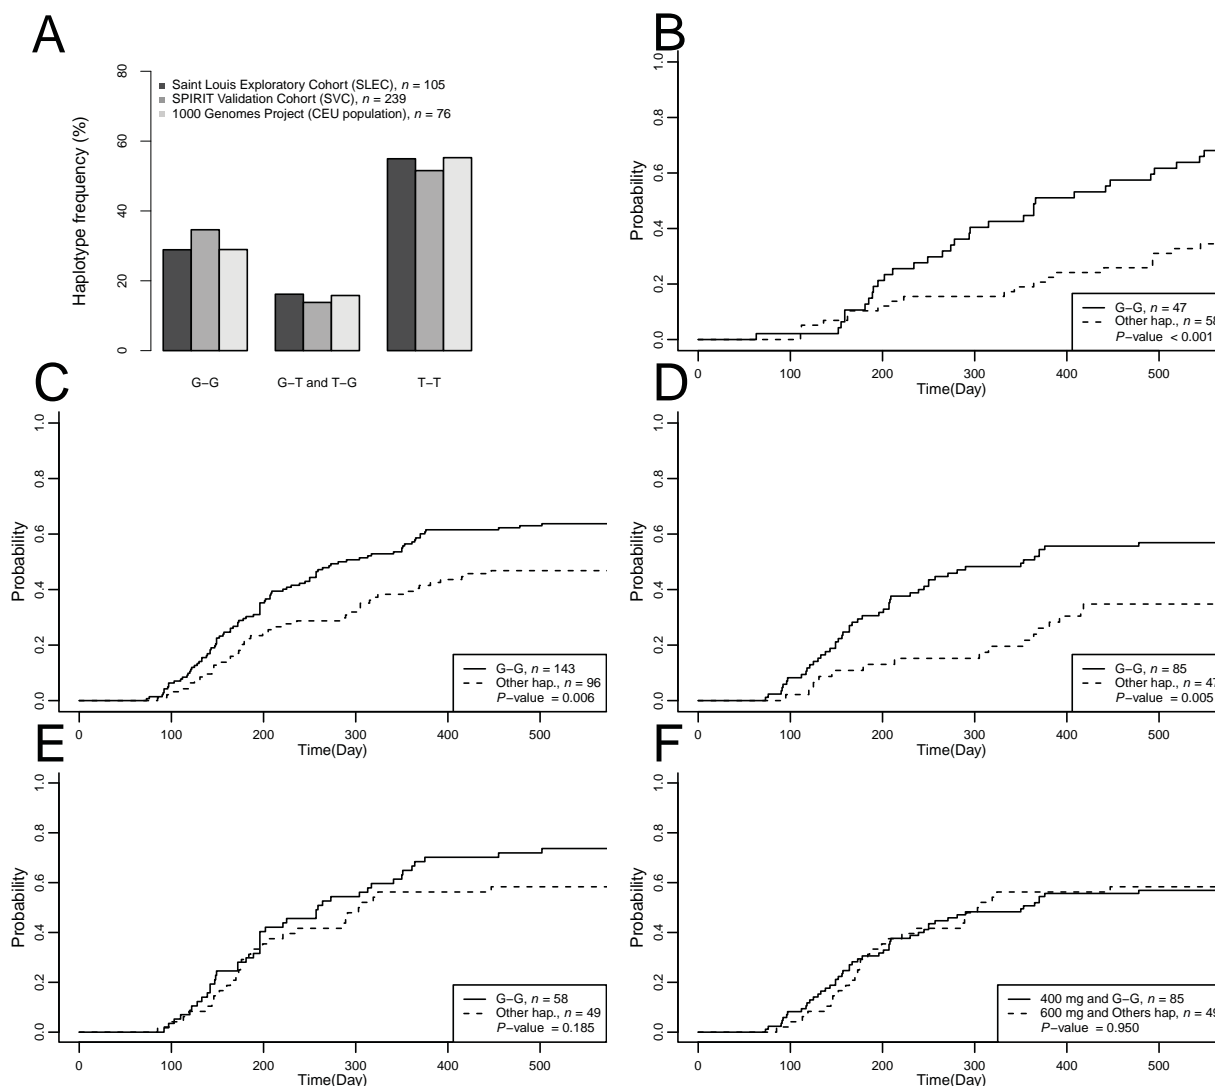 A
80
60
40
20
0
Haplotype frequency (%)
Saint Louis Exploratory Cohort (SLEC), n = 105
SPIRIT Validation Cohort (SVC), n = 239
1000 Genomes Project (CEU population), n = 76
G−G G−T and T−G T−T
B
1.0
0.8
0.6
0.4
0.2
0.0
Probability
G−G, n = 47
Other hap., n = 58
P−value < 0.001
0 100 200 300 400 500
Time(Day)
C
1.0
0.8
0.6
0.4
0.2
0.0
Probability
G−G, n = 143
Other hap., n = 96
P−value = 0.006
0 100 200 300 400 500
Time(Day)
D
1.0
0.8
0.6
0.4
0.2
0.0
Probability
G−G, n = 85
Other hap., n = 47
P−value = 0.005
0 100 200 300 400 500
Time(Day)
E
1.0
0.8
0.6
0.4
0.2
0.0
Probability
G−G, n = 58
Other hap., n = 49
P−value = 0.185
0 100 200 300 400 500
Time(Day)
F
1.0
0.8
0.6
0.4
0.2
0.0
Probability
400 mg and G−G, n = 85
600 mg and Others hap, n = 49
P−value = 0.950
0 100 200 300 400 500
Time(Day)